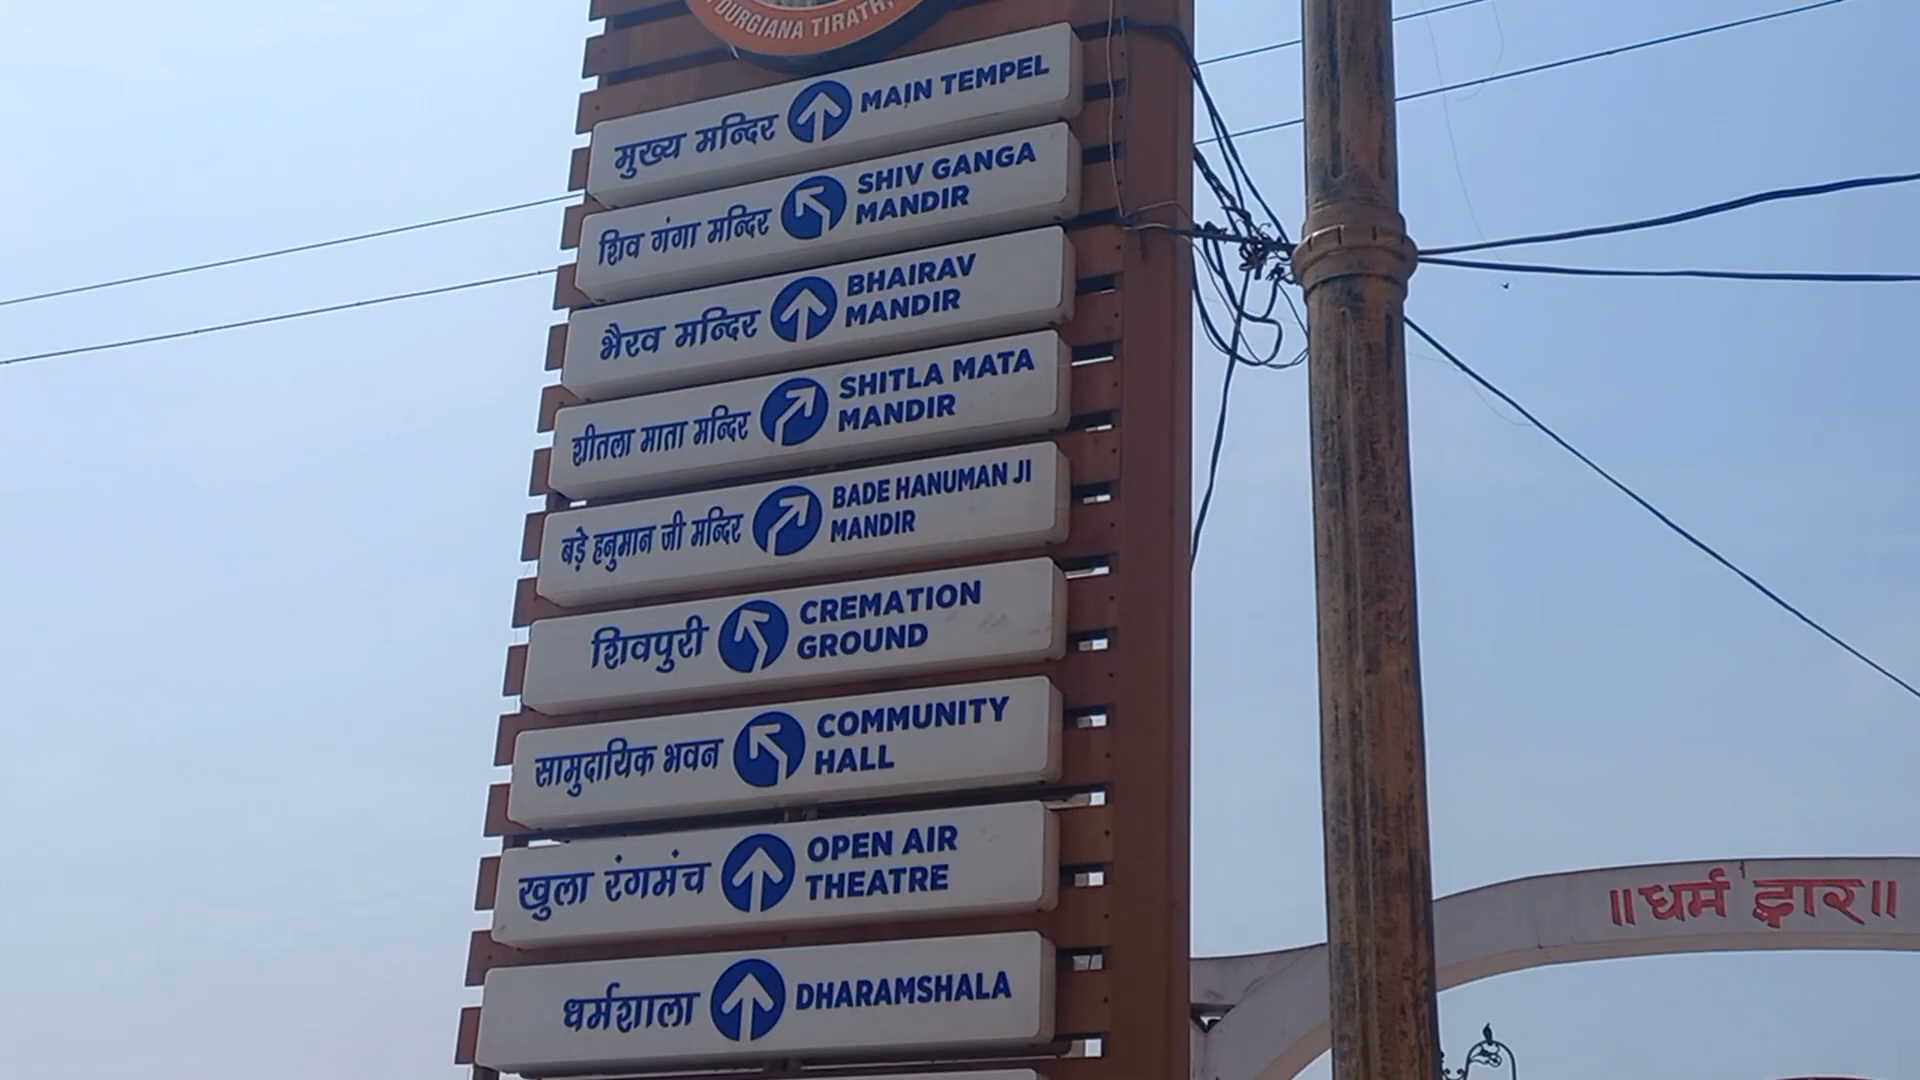 DURGIANA TIRATH,
मुख्य मन्दिर MAIN TEMPEL
शिव गंगा मन्दिर SHIV GANGA
MANDIR
भैरव मन्दिर BHAIRAV
MANDIR
शीतला माता मन्दिर SHITLA MATA
MANDIR
बड़े हनुमान जी मन्दिर BADE HANUMAN JI
MANDIR
शिवपुरी CREMATION
GROUND
सामुदायिक भवन COMMUNITY
HALL
खुला रंगमंच OPEN AIR
THEATRE
धर्मशाला DHARAMSHALA
॥धर्म द्वार॥